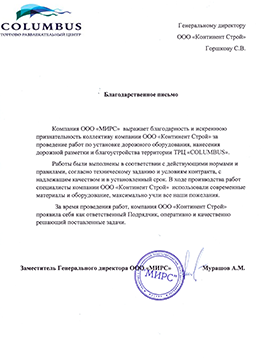 COLUMBUS
ТОРГОВО-РАЗВЛЕКАТЕЛЬНЫЙ ЦЕНТР
Генеральному директору
ООО «Континент Строй»
Горшкову С.В.
Благодарственное письмо
Компания ООО «МИРС» выражает благодарность и искреннюю
признательность коллективу компании ООО «Континент Строй» за
проведение работ по установке дорожного оборудования, нанесения
дорожной разметки и благоустройства территории ТРЦ «COLUMBUS».
Работы были выполнены в соответствии с действующими нормами и
правилами, согласно техническому заданию и условиям контракта, с
надлежащим качеством и в установленный срок. В ходе производства работ
специалисты компании ООО «Континент Строй» использовали современные
материалы и оборудование, максимально учли все наши пожелания.
За время проведения работ, компания ООО «Континент Строй»
проявила себя как ответственный Подрядчик, оперативно и качественно
решающий поставленные задачи.
Заместитель Генерального директора ООО «МИРС» Мурашов А.М.
МИРС